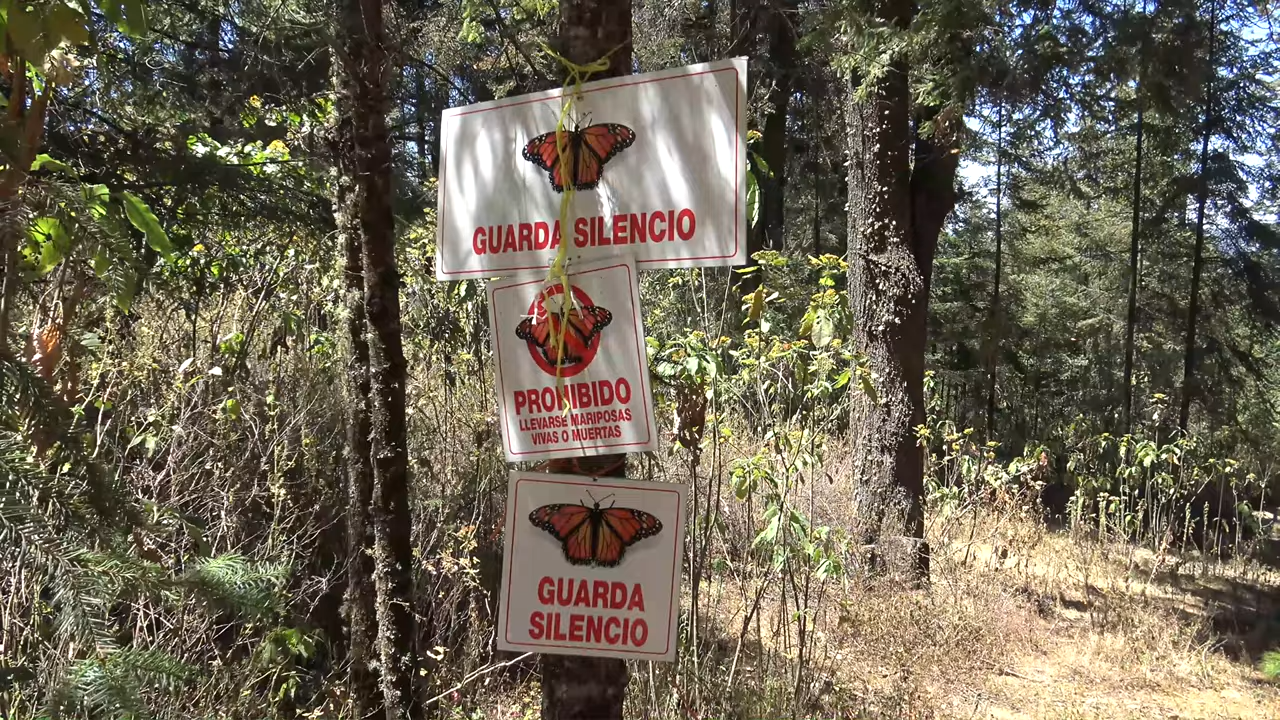 GUARDA SILENCIO
PROHIBIDO
LLEVARSE MARIPOSAS
VIVAS O MUERTAS
GUARDA
SILENCIO